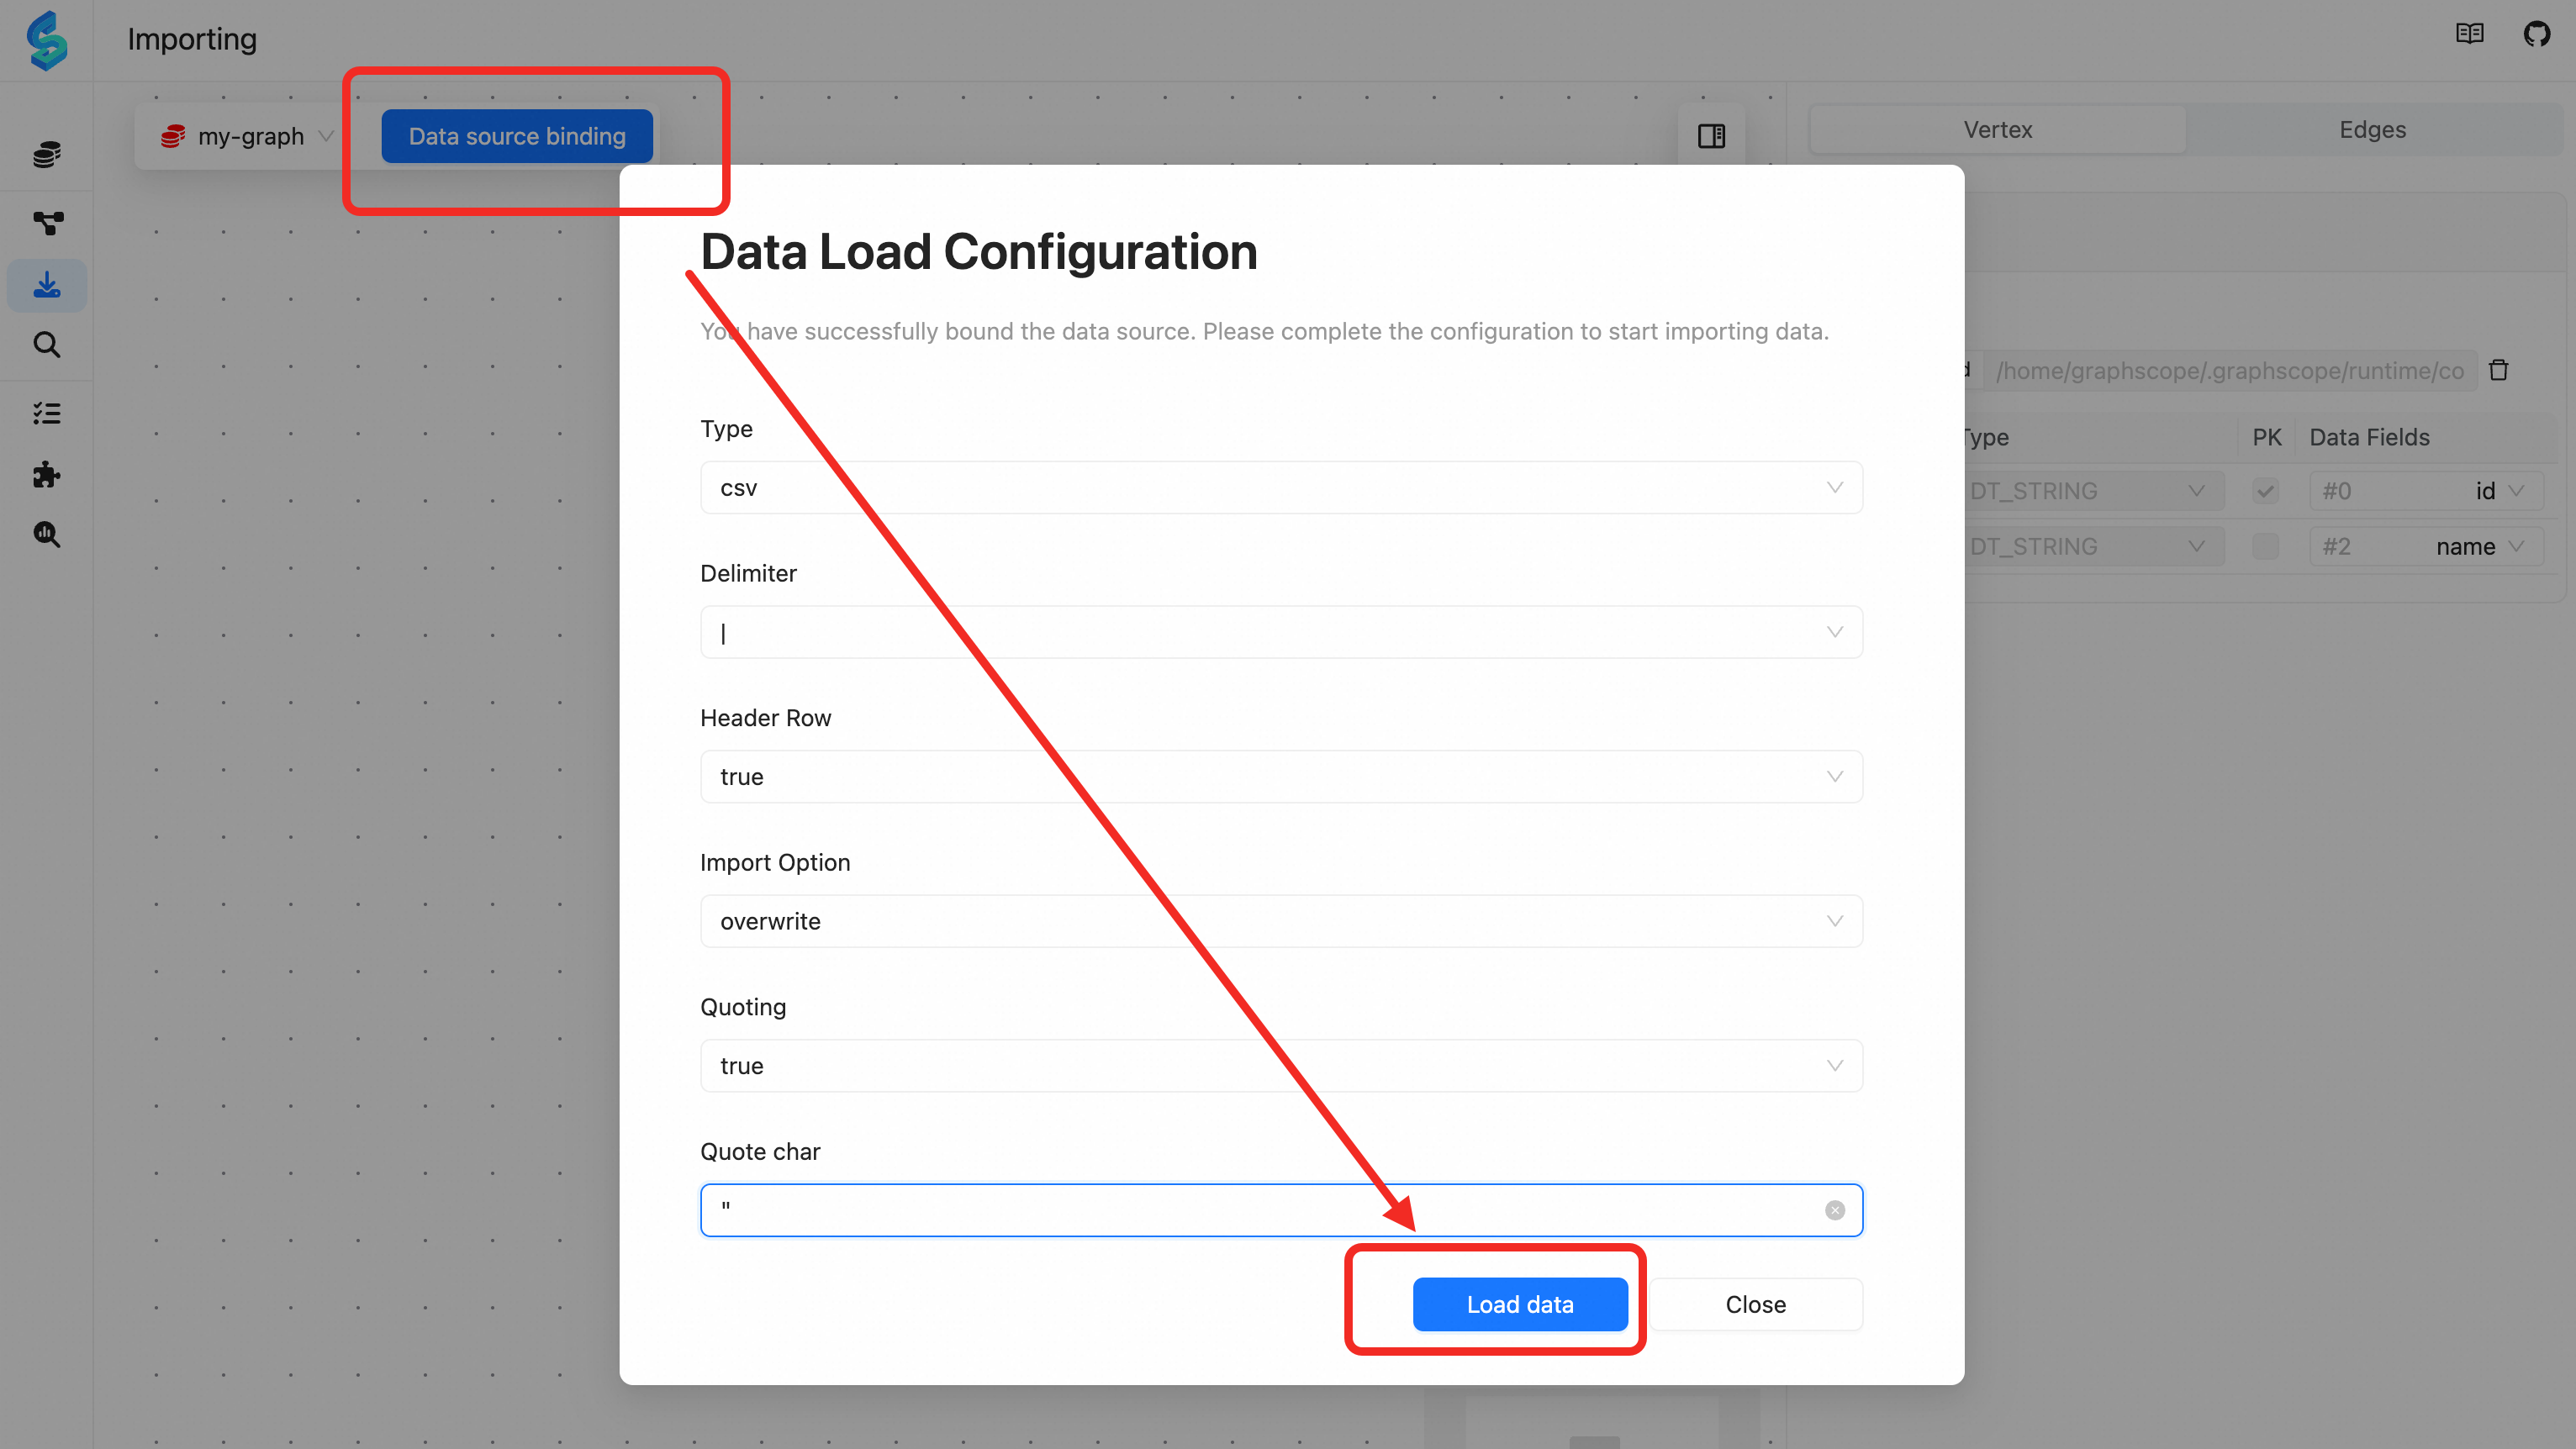 Importing
my-graph
Data source binding
Vertex
Edges
Data Load Configuration
You have successfully bound the data source. Please complete the configuration to start importing data.
/home/graphscope/.graphscope/runtime/co
Type
csv
Type PK Data Fields
DT_STRING #0 id
DT_STRING #2 name
Delimiter
|
Header Row
true
Import Option
overwrite
Quoting
true
Quote char
"
Load data
Close